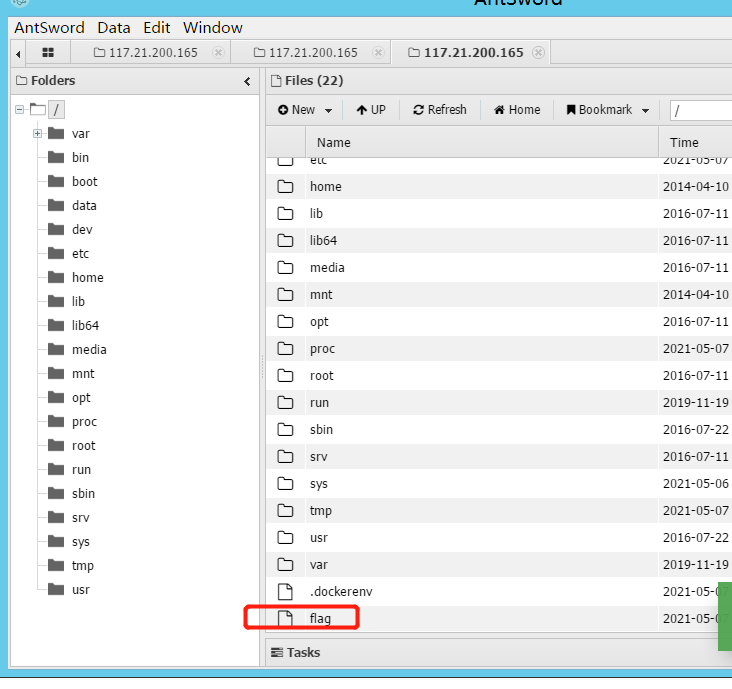 AntSword
AntSword Data Edit Window
117.21.200.165 117.21.200.165 117.21.200.165
Folders
Files (22)
New UP Refresh Home Bookmark /
/
Name Time
var
bin
boot
data
dev
etc
home
lib
lib64
media
mnt
opt
proc
root
run
sbin
srv
sys
tmp
usr
etc 2021-05-07
home 2014-04-10
lib 2016-07-11
lib64 2016-07-11
media 2016-07-11
mnt 2014-04-10
opt 2016-07-11
proc 2021-05-07
root 2016-07-11
run 2019-11-19
sbin 2016-07-22
srv 2016-07-11
sys 2021-05-06
tmp 2021-05-07
usr 2016-07-22
var 2019-11-19
.dockerenv 2021-05-
flag 2021-05-
Tasks